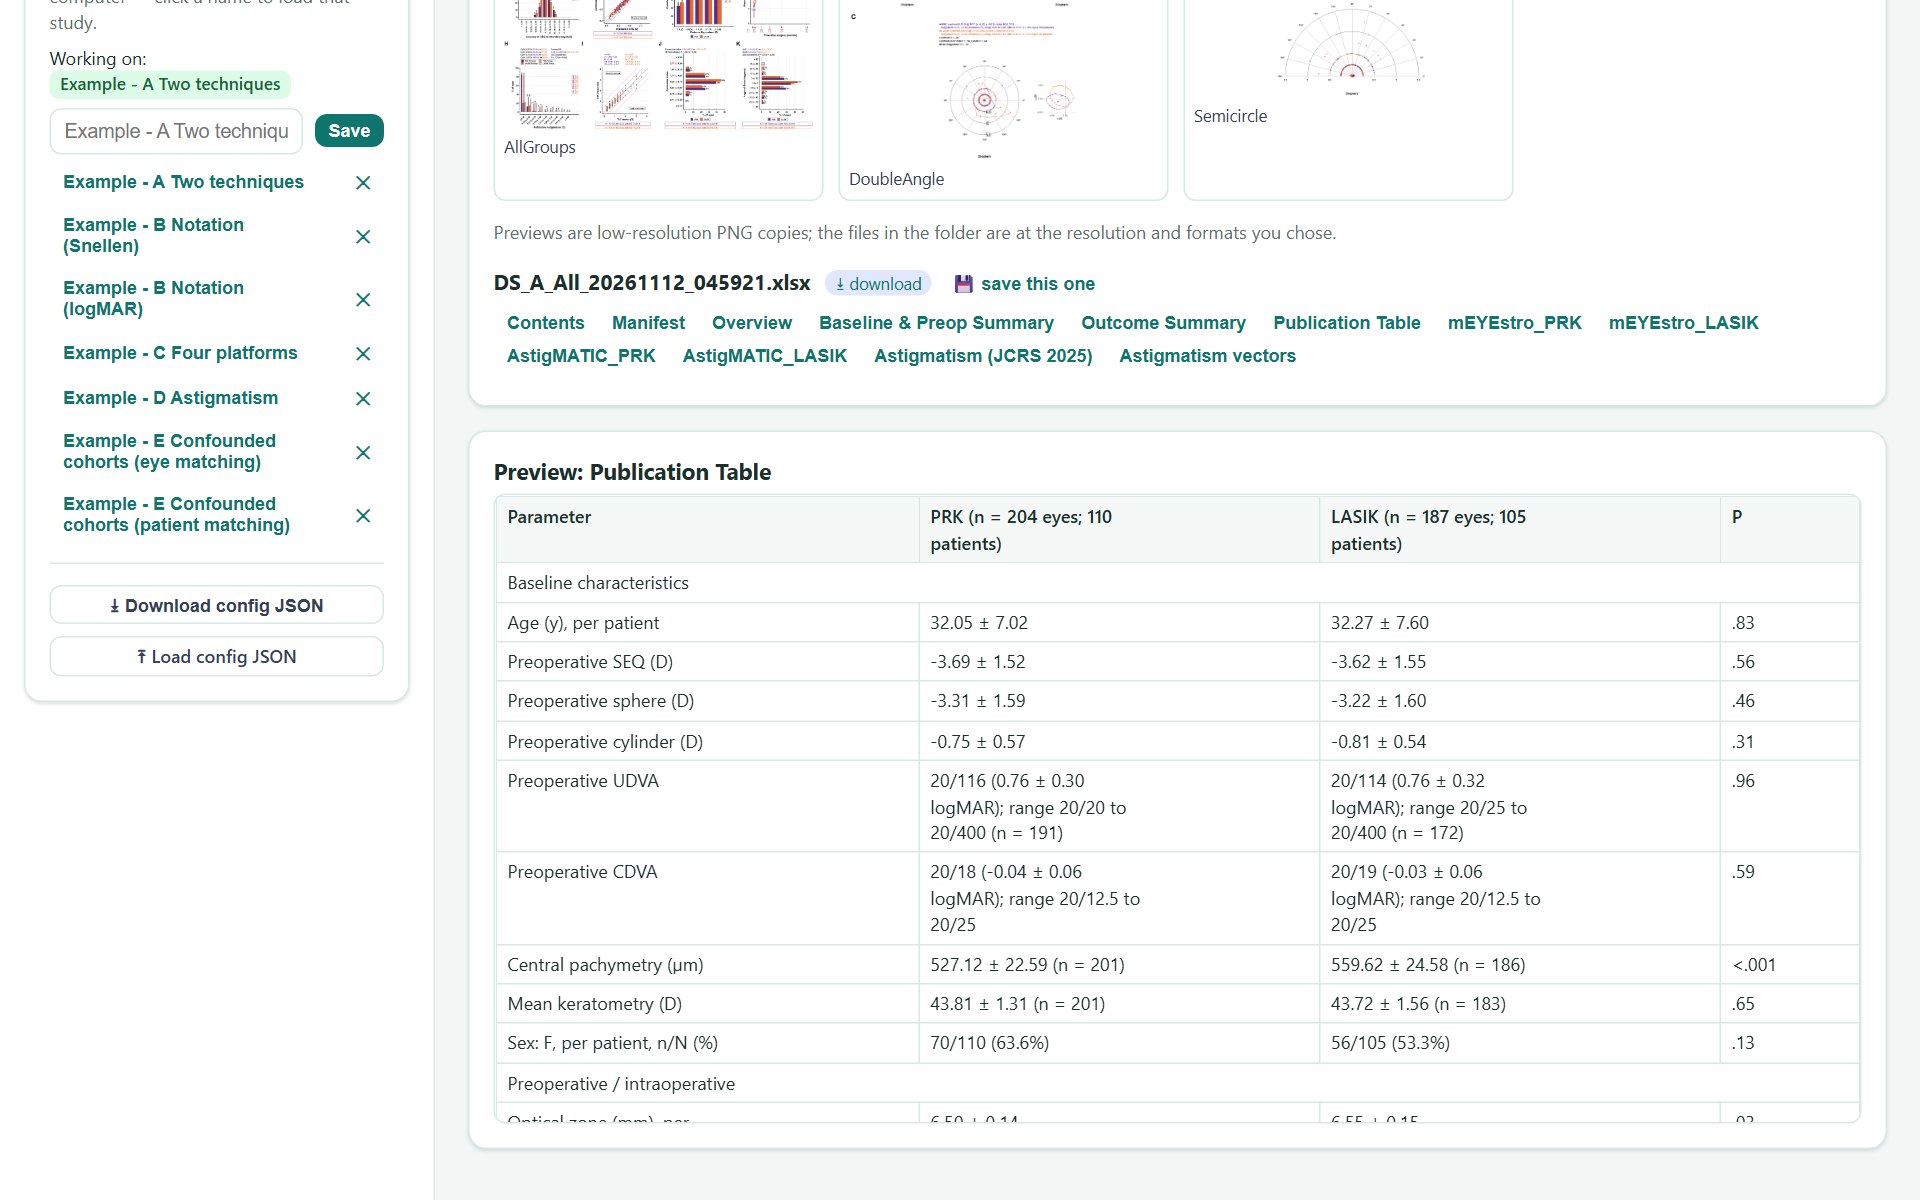 study.
Working on:
Example - A Two techniques
Example - A Two techniqu
Save
Example - A Two techniques
Example - B Notation
(Snellen)
Example - B Notation
(logMAR)
Example - C Four platforms
Example - D Astigmatism
Example - E Confounded
cohorts (eye matching)
Example - E Confounded
cohorts (patient matching)
Download config JSON
Load config JSON
AllGroups
DoubleAngle
Semicircle
Previews are low-resolution PNG copies; the files in the folder are at the resolution and formats you chose.
DS_A_All_20261112_045921.xlsx download save this one
Contents Manifest Overview Baseline & Preop Summary Outcome Summary Publication Table mEYEstro_PRK mEYEstro_LASIK
AstigMATIC_PRK AstigMATIC_LASIK Astigmatism (JCRS 2025) Astigmatism vectors
Preview: Publication Table
Parameter PRK (n = 204 eyes; 110 patients) LASIK (n = 187 eyes; 105 patients) P
Baseline characteristics
Age (y), per patient 32.05 ± 7.02 32.27 ± 7.60 .83
Preoperative SEQ (D) -3.69 ± 1.52 -3.62 ± 1.55 .56
Preoperative sphere (D) -3.31 ± 1.59 -3.22 ± 1.60 .46
Preoperative cylinder (D) -0.75 ± 0.57 -0.81 ± 0.54 .31
Preoperative UDVA 20/116 (0.76 ± 0.30 logMAR); range 20/20 to 20/400 (n = 191) 20/114 (0.76 ± 0.32 logMAR); range 20/25 to 20/400 (n = 172) .96
Preoperative CDVA 20/18 (-0.04 ± 0.06 logMAR); range 20/12.5 to 20/25 20/19 (-0.03 ± 0.06 logMAR); range 20/12.5 to 20/25 .59
Central pachymetry (µm) 527.12 ± 22.59 (n = 201) 559.62 ± 24.58 (n = 186) <.001
Mean keratometry (D) 43.81 ± 1.31 (n = 201) 43.72 ± 1.56 (n = 183) .65
Sex: F, per patient, n/N (%) 70/110 (63.6%) 56/105 (53.3%) .13
Preoperative / intraoperative